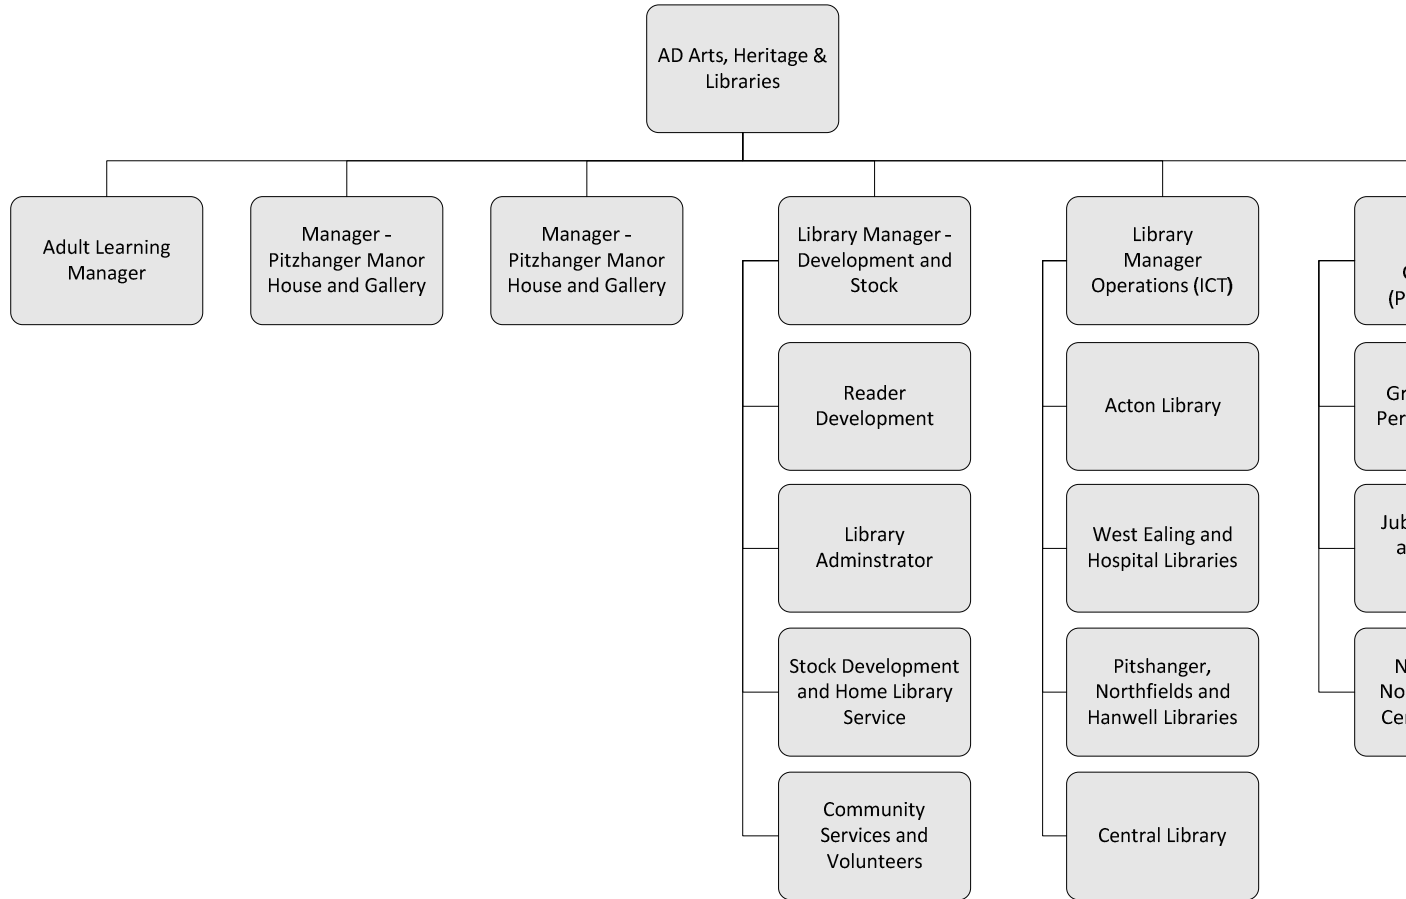 AD Arts, Heritage &
Libraries
Adult Learning
Manager
Manager -
Pitzhanger Manor
House and Gallery
Manager -
Pitzhanger Manor
House and Gallery
Library Manager -
Development and
Stock
Library
Manager
Operations (ICT)
Reader
Development
Acton Library
Library
Adminstrator
West Ealing and
Hospital Libraries
Stock Development
and Home Library
Service
Pitshanger,
Northfields and
Hanwell Libraries
Community
Services and
Volunteers
Central Library